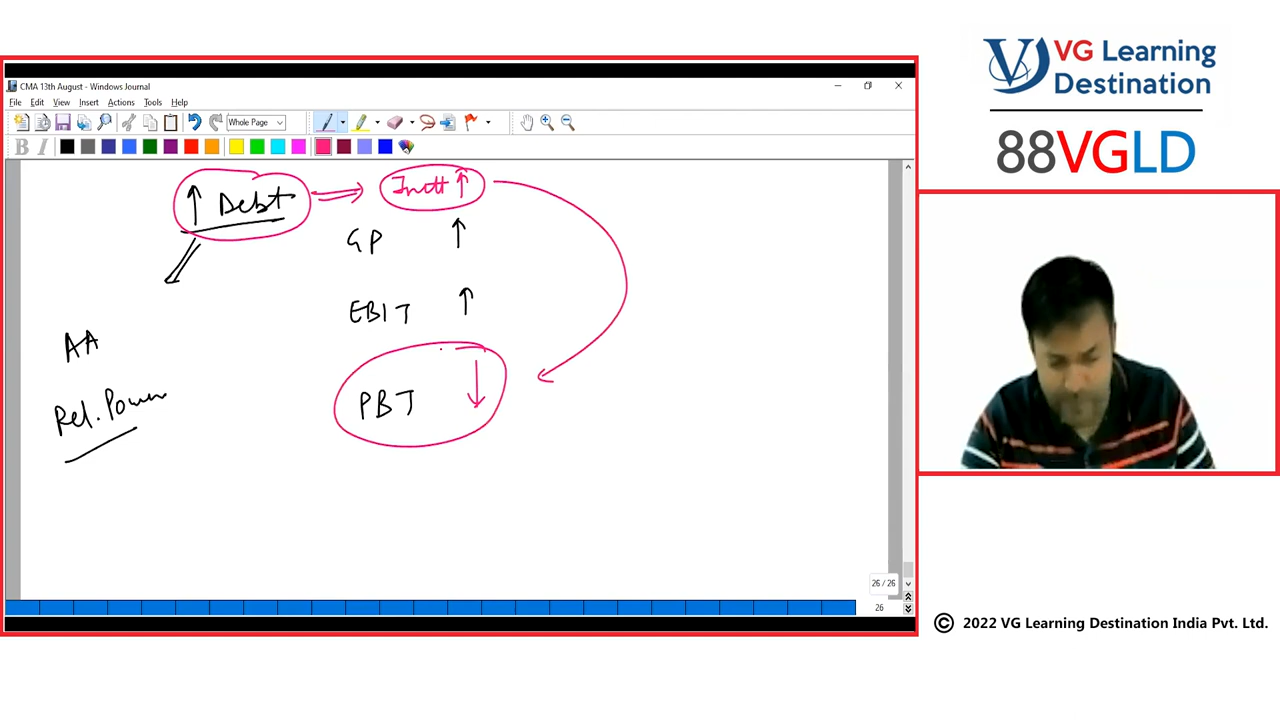 CMA 13th August - Windows Journal
File Edit View Insert Actions Tools Help
Whole Page
B I
↑ Debt ⇒ Intt ↑
GP ↑
EBIT ↑
AA
PBT ↓
Rel. Power
26 / 26
26
VG Learning
Destination
88VGLD
© 2022 VG Learning Destination India Pvt. Ltd.